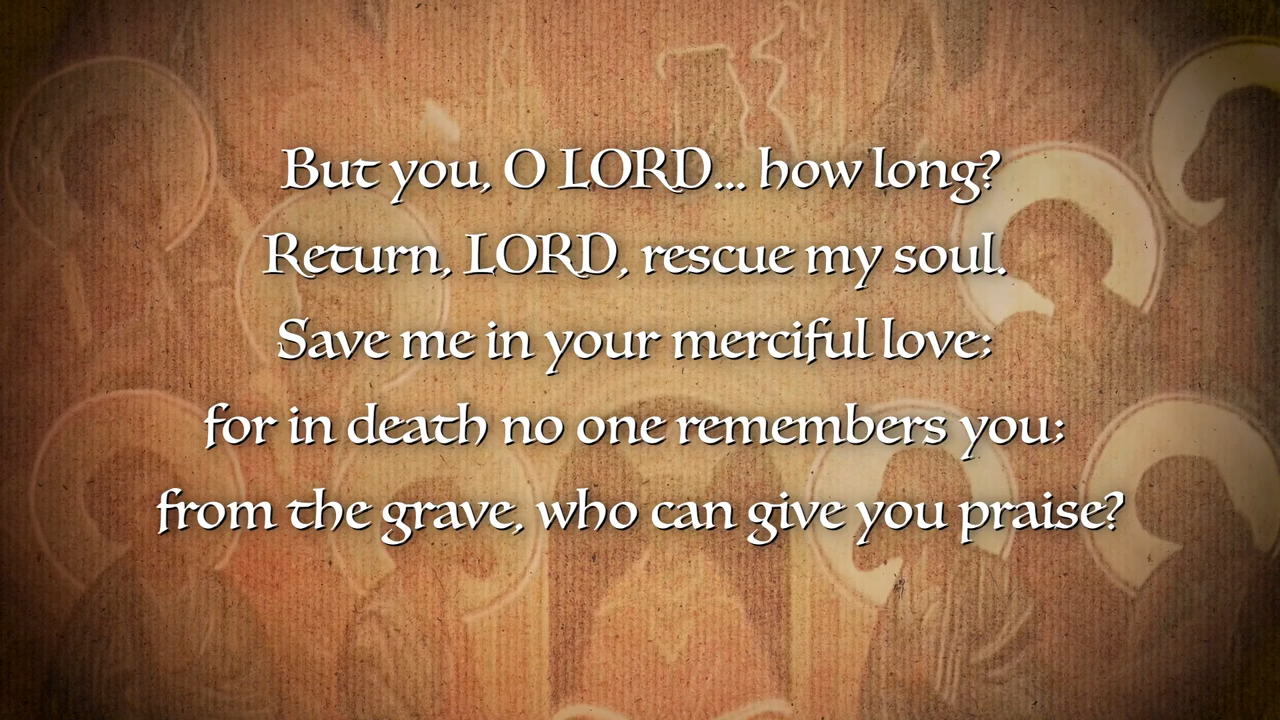 But you, O LORD... how long?
Return, LORD, rescue my soul.
Save me in your merciful love;
for in death no one remembers you;
from the grave, who can give you praise?